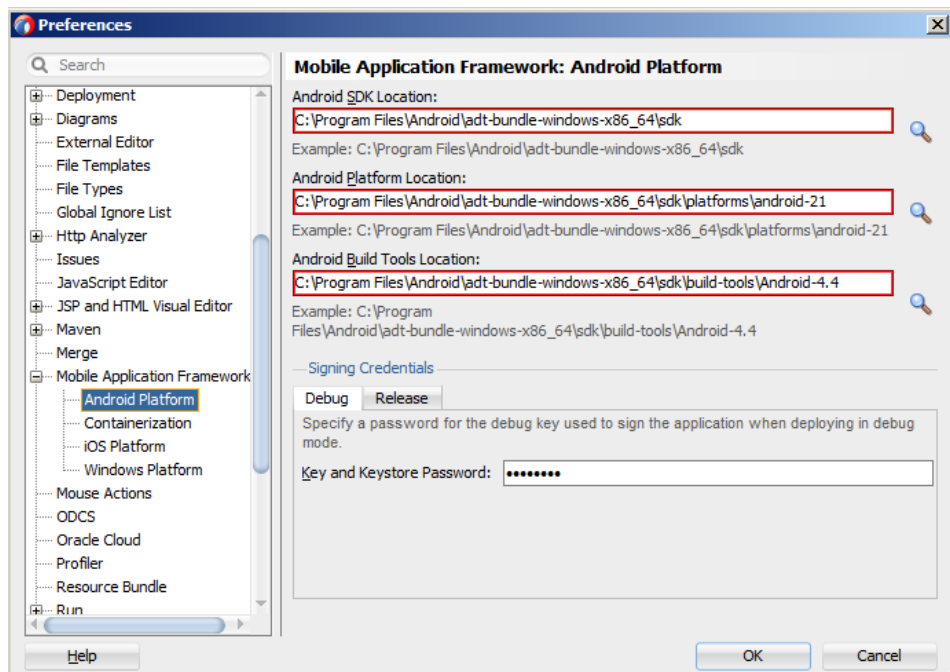 Preferences
Search
Deployment
Diagrams
External Editor
File Templates
File Types
Global Ignore List
Http Analyzer
Issues
JavaScript Editor
JSP and HTML Visual Editor
Maven
Merge
Mobile Application Framework
Android Platform
Containerization
iOS Platform
Windows Platform
Mouse Actions
ODCS
Oracle Cloud
Profiler
Resource Bundle
Run
Mobile Application Framework: Android Platform
Android SDK Location:
C:\Program Files\Android\adt-bundle-windows-x86_64\sdk
Example: C:\Program Files\Android\adt-bundle-windows-x86_64\sdk
Android Platform Location:
C:\Program Files\Android\adt-bundle-windows-x86_64\sdk\platforms\android-21
Example: C:\Program Files\Android\adt-bundle-windows-x86_64\sdk\platforms\android-21
Android Build Tools Location:
C:\Program Files\Android\adt-bundle-windows-x86_64\sdk\build-tools\Android-4.4
Example: C:\Program
Files\Android\adt-bundle-windows-x86_64\sdk\build-tools\Android-4.4
Signing Credentials
Debug Release
Specify a password for the debug key used to sign the application when deploying in debug
mode.
Key and Keystore Password: ••••••••
Help OK Cancel